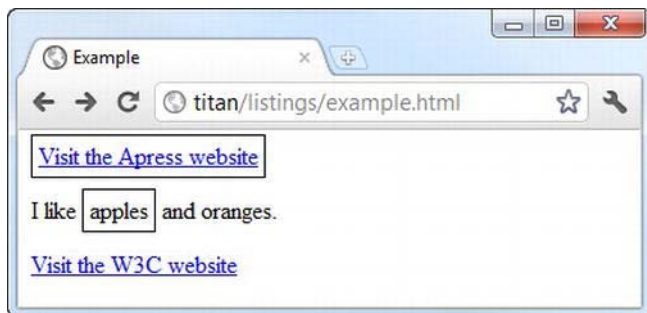 Example
titan/listings/example.html
Visit the Apress website
I like apples and oranges.
Visit the W3C website